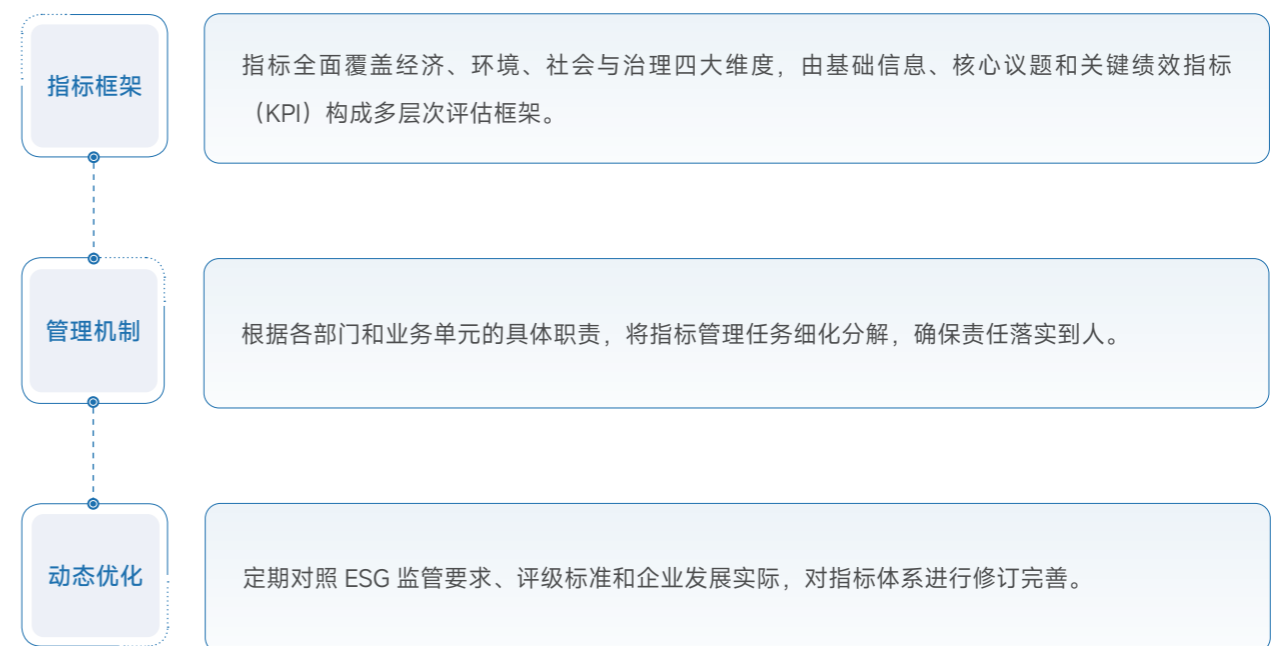 指标框架
指标全面覆盖经济、环境、社会与治理四大维度，由基础信息、核心议题和关键绩效指标
（KPI）构成多层次评估框架。
管理机制
根据各部门和业务单元的具体职责，将指标管理任务细化分解，确保责任落实到人。
动态优化
定期对照 ESG 监管要求、评级标准和企业发展实际，对指标体系进行修订完善。